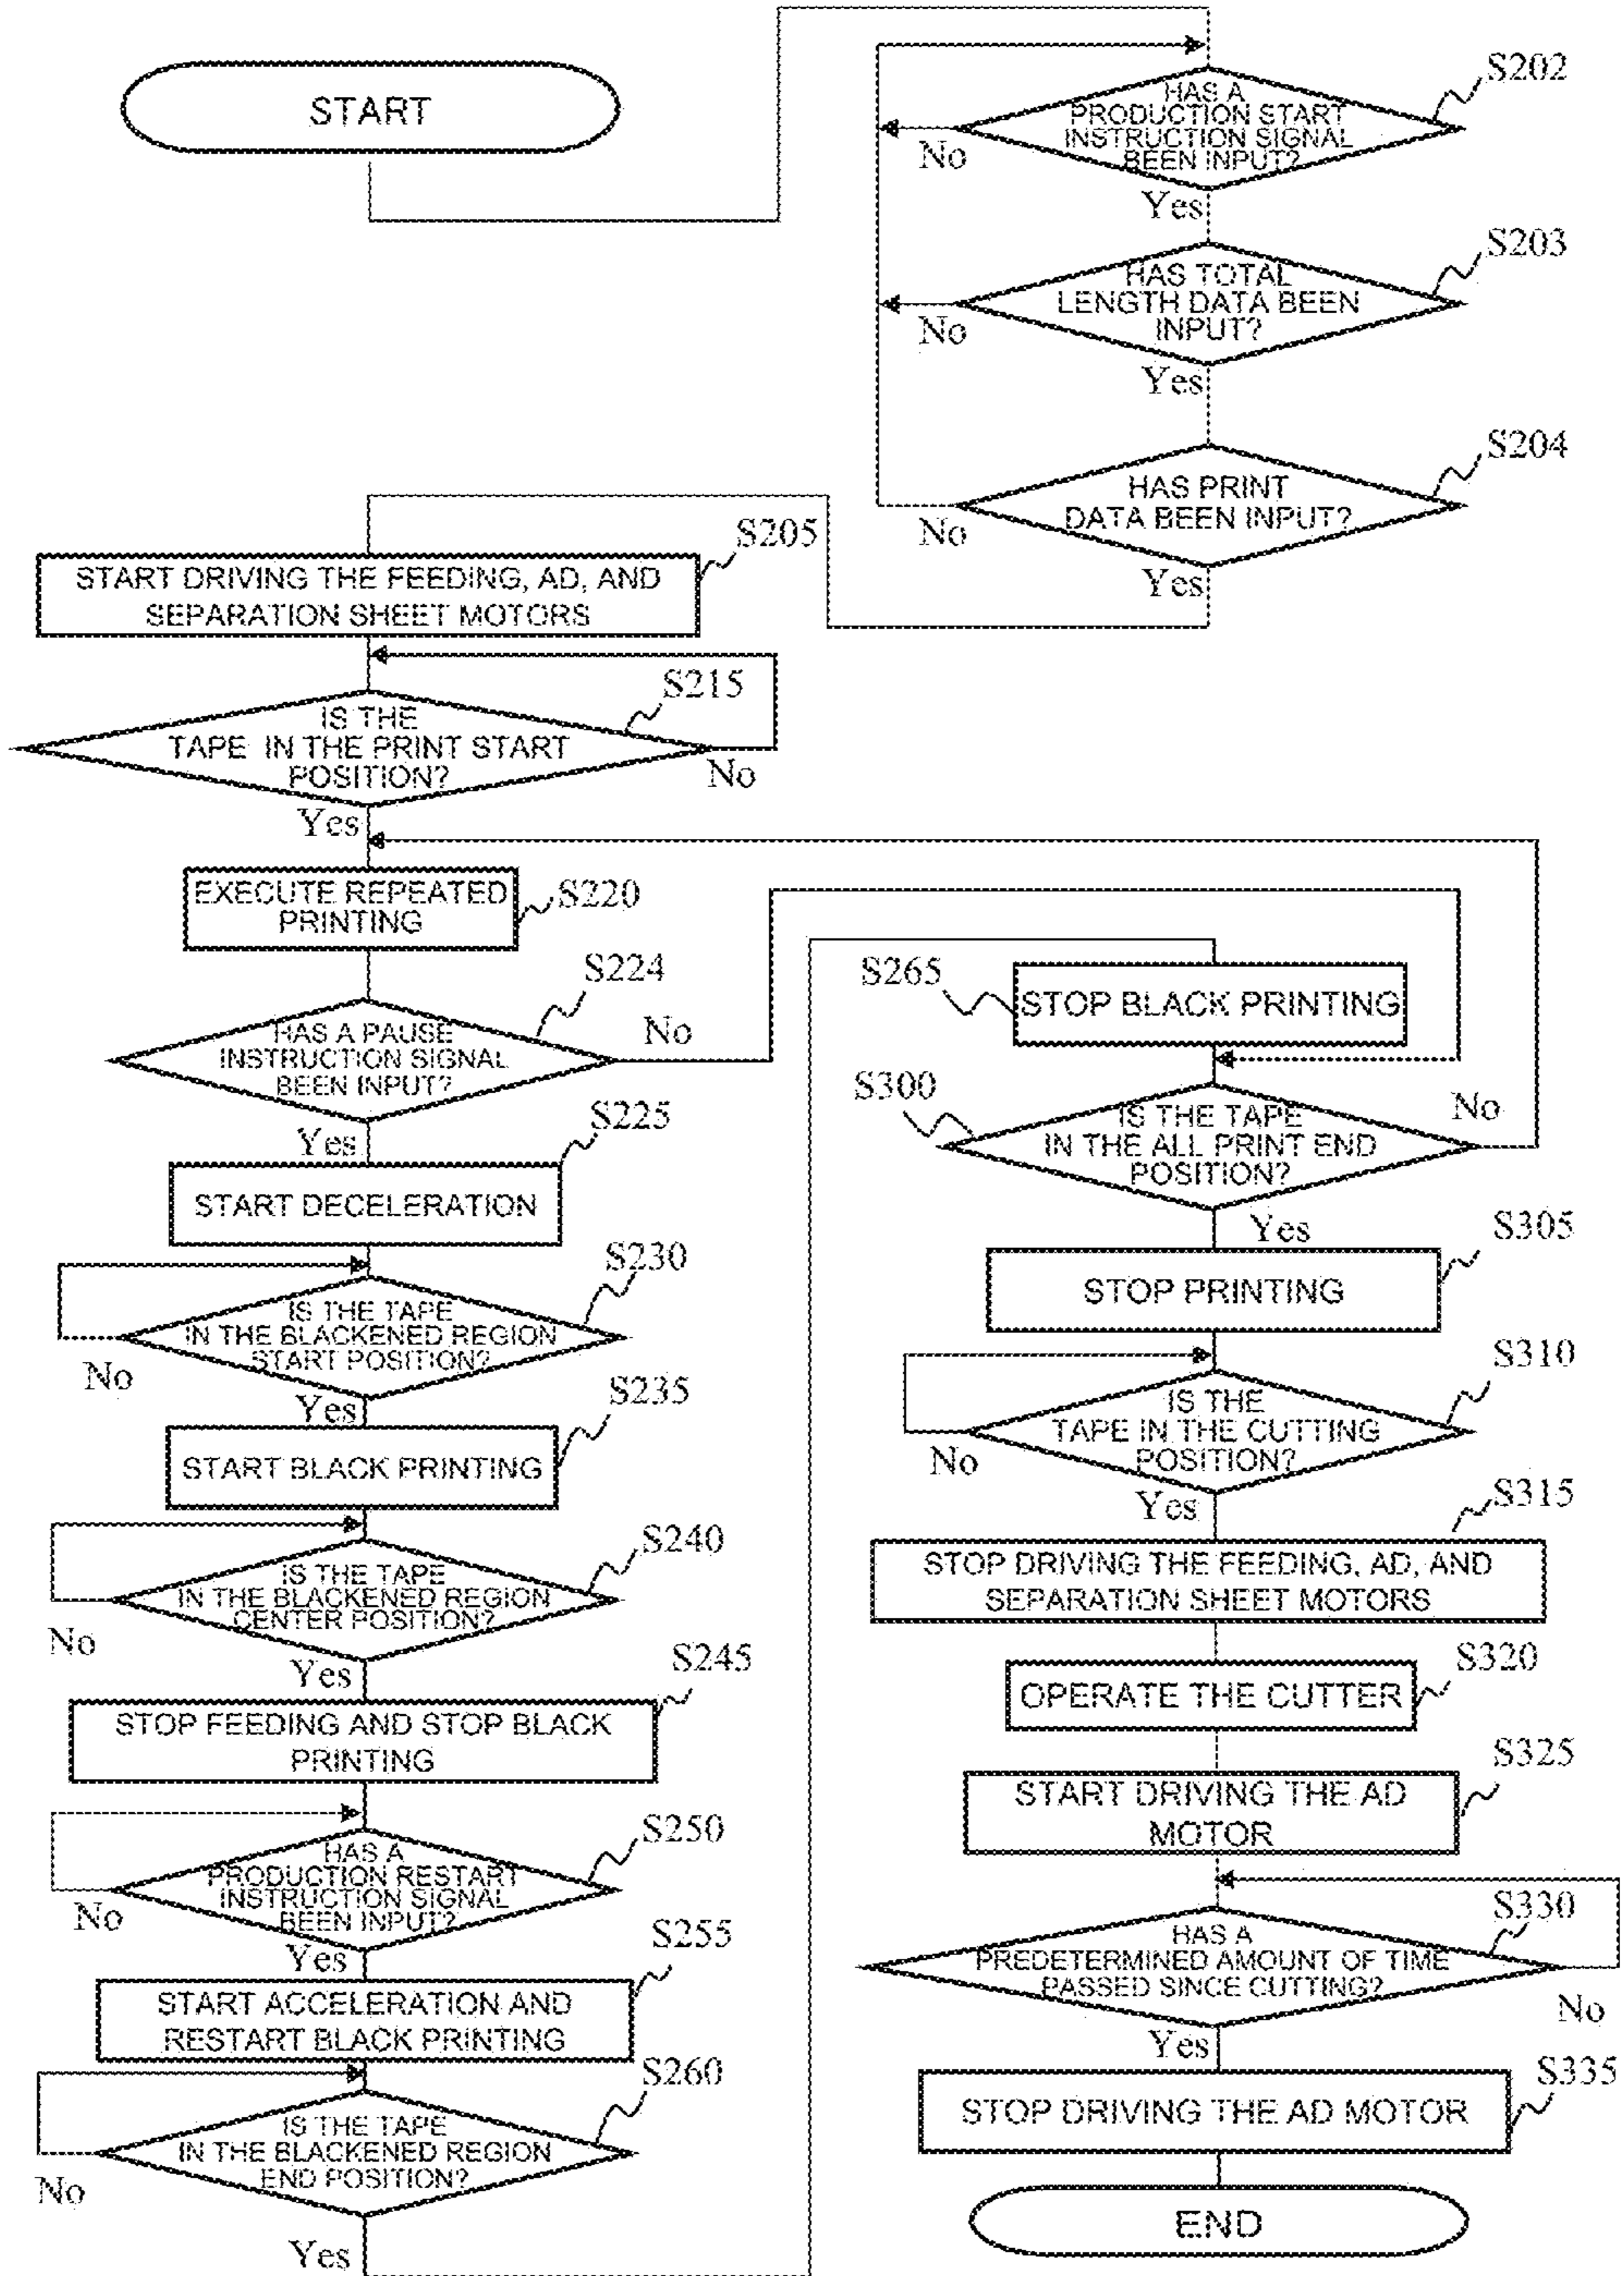 START
S202
HAS A
PRODUCTION START
INSTRUCTION SIGNAL
BEEN INPUT?
No
Yes
S203
HAS TOTAL
LENGTH DATA BEEN
INPUT?
No
Yes
S204
HAS PRINT
DATA BEEN INPUT?
No
Yes
S205
START DRIVING THE FEEDING, AD, AND
SEPARATION SHEET MOTORS
S215
IS THE
TAPE IN THE PRINT START
POSITION?
No
Yes
EXECUTE REPEATED
PRINTING
S220
S224
HAS A PAUSE
INSTRUCTION SIGNAL
BEEN INPUT?
No
Yes
S225
START DECELERATION
S230
IS THE TAPE
IN THE BLACKENED REGION
START POSITION?
No
Yes
S235
START BLACK PRINTING
S240
IS THE TAPE
IN THE BLACKENED REGION
CENTER POSITION?
No
Yes
S245
STOP FEEDING AND STOP BLACK
PRINTING
S250
HAS A
PRODUCTION RESTART
INSTRUCTION SIGNAL
BEEN INPUT?
No
Yes
S255
START ACCELERATION AND
RESTART BLACK PRINTING
S260
IS THE TAPE
IN THE BLACKENED REGION
END POSITION?
No
Yes
S265
STOP BLACK PRINTING
S300
IS THE TAPE
IN THE ALL PRINT END
POSITION?
No
Yes
S305
STOP PRINTING
S310
IS THE
TAPE IN THE CUTTING
POSITION?
No
Yes
S315
STOP DRIVING THE FEEDING, AD, AND
SEPARATION SHEET MOTORS
S320
OPERATE THE CUTTER
S325
START DRIVING THE AD
MOTOR
S330
HAS A
PREDETERMINED AMOUNT OF TIME
PASSED SINCE CUTTING?
No
Yes
S335
STOP DRIVING THE AD MOTOR
END